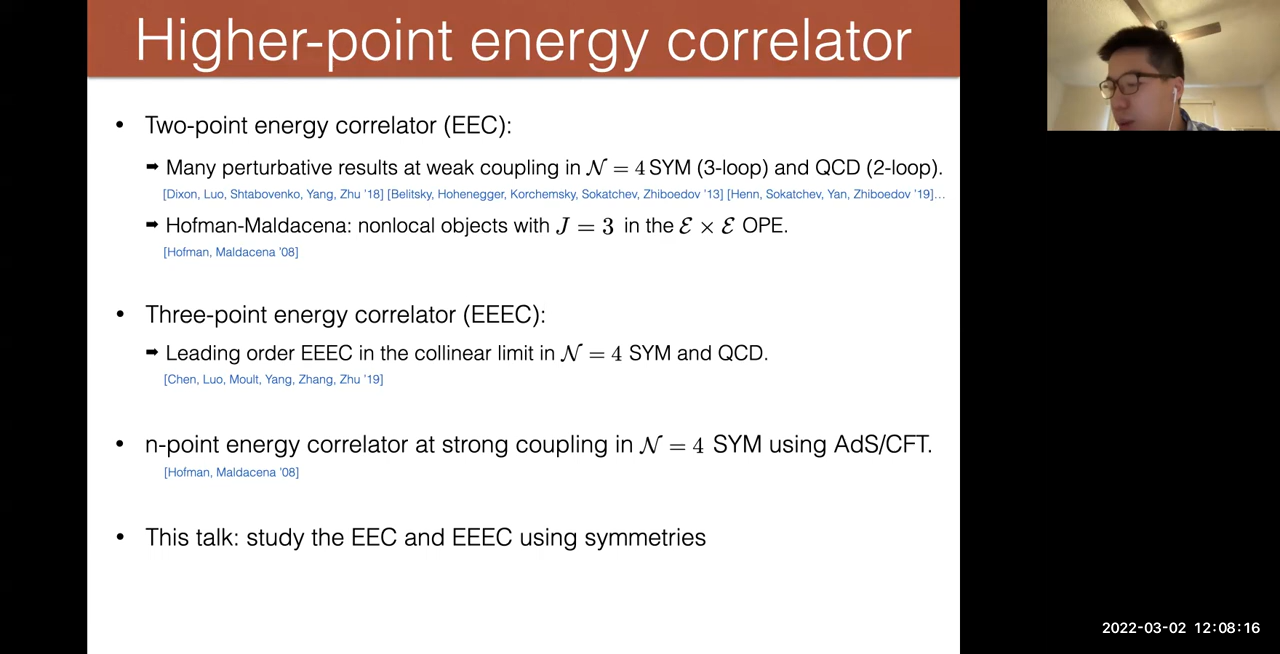 Higher-point energy correlator
• Two-point energy correlator (EEC):
➡ Many perturbative results at weak coupling in 𝒩 = 4 SYM (3-loop) and QCD (2-loop).
[Dixon, Luo, Shtabovenko, Yang, Zhu '18] [Belitsky, Hohenegger, Korchemsky, Sokatchev, Zhiboedov '13] [Henn, Sokatchev, Yan, Zhiboedov '19]…
➡ Hofman-Maldacena: nonlocal objects with J = 3 in the ℰ × ℰ OPE.
[Hofman, Maldacena '08]
• Three-point energy correlator (EEEC):
➡ Leading order EEEC in the collinear limit in 𝒩 = 4 SYM and QCD.
[Chen, Luo, Moult, Yang, Zhang, Zhu '19]
• n-point energy correlator at strong coupling in 𝒩 = 4 SYM using AdS/CFT.
[Hofman, Maldacena '08]
• This talk: study the EEC and EEEC using symmetries
2022-03-02 12:08:16